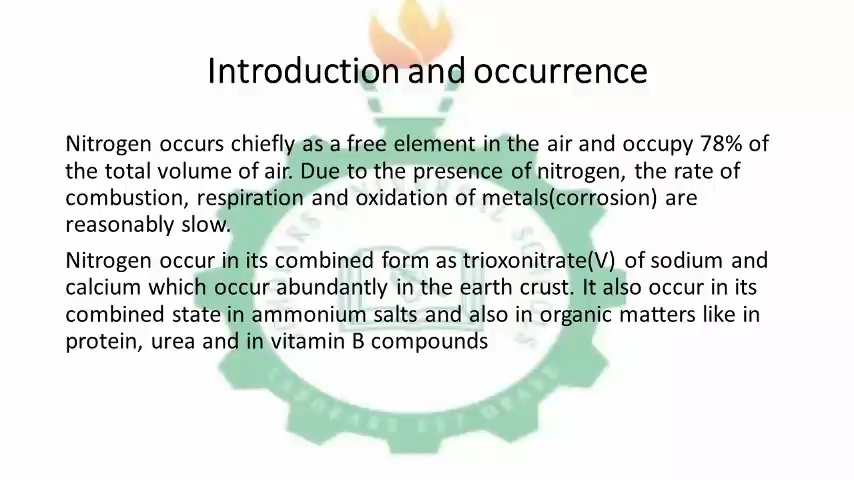 Introduction and occurrence
Nitrogen occurs chiefly as a free element in the air and occupy 78% of
the total volume of air. Due to the presence of nitrogen, the rate of
combustion, respiration and oxidation of metals(corrosion) are
reasonably slow.
Nitrogen occur in its combined form as trioxonitrate(V) of sodium and
calcium which occur abundantly in the earth crust. It also occur in its
combined state in ammonium salts and also in organic matters like in
protein, urea and in vitamin B compounds
LABORARE EST ORARE